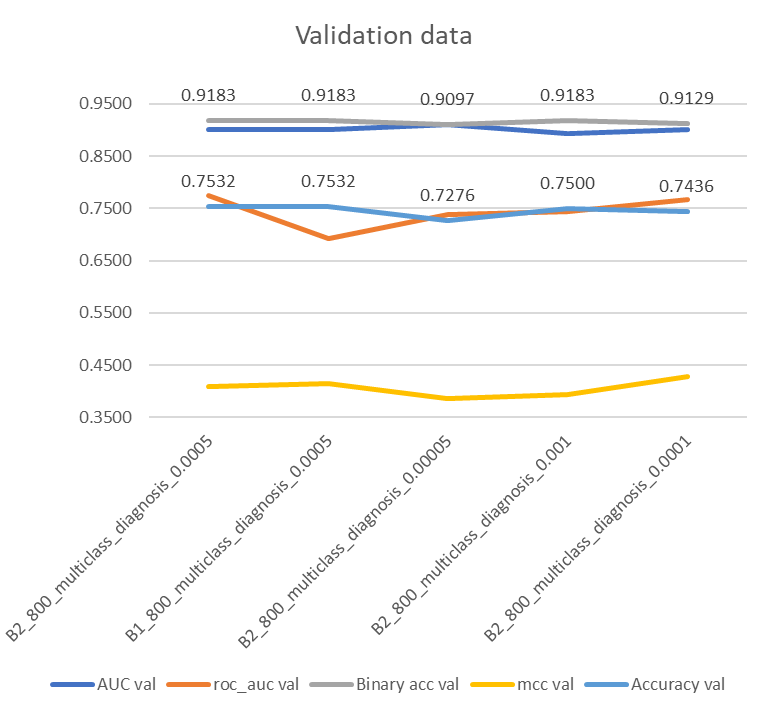 Validation data
0.9183 0.9183 0.9097 0.9183 0.9129
0.9500
0.8500
0.7532 0.7532 0.7276 0.7500 0.7436
0.7500
0.6500
0.5500
0.4500
0.3500
B2_800_multiclass_diagnosis_0.0005
B1_800_multiclass_diagnosis_0.0005
B2_800_multiclass_diagnosis_0.00005
B2_800_multiclass_diagnosis_0.001
B2_800_multiclass_diagnosis_0.0001
AUC val roc_auc val Binary acc val mcc val Accuracy val